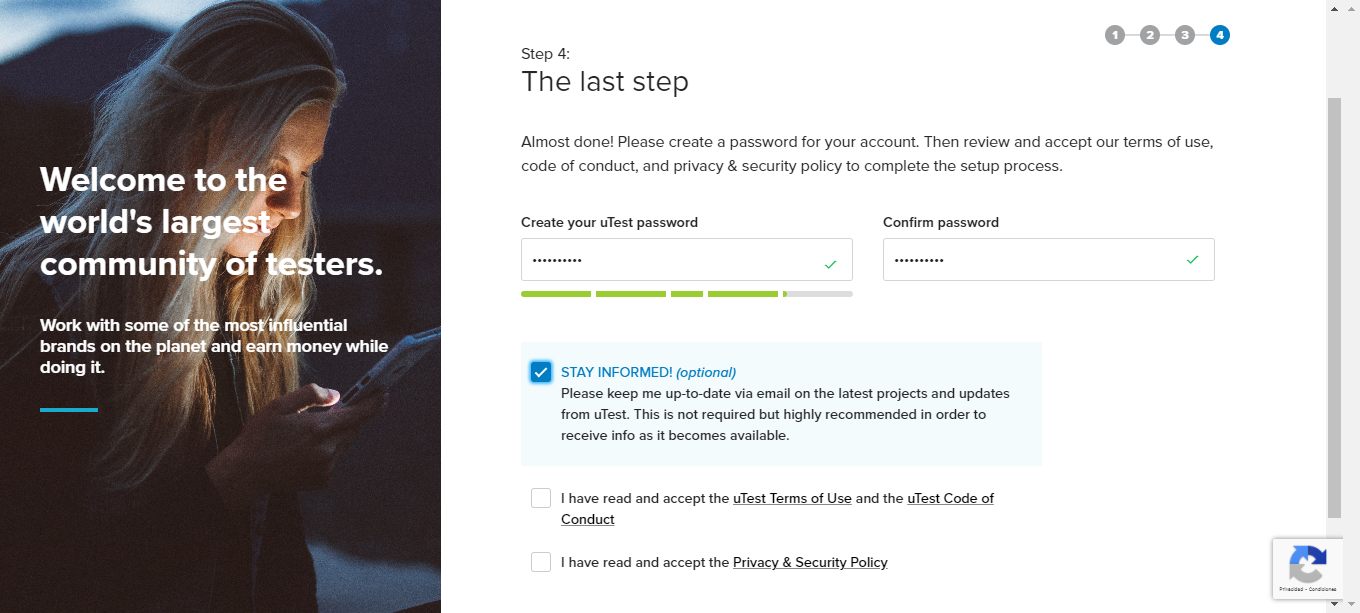 Welcome to the
world's largest
community of testers.
Work with some of the most influential
brands on the planet and earn money while
doing it.
1 2 3 4
Step 4:
The last step
Almost done! Please create a password for your account. Then review and accept our terms of use,
code of conduct, and privacy & security policy to complete the setup process.
Create your uTest password
Confirm password
••••••••••
••••••••••
STAY INFORMED! (optional)
Please keep me up-to-date via email on the latest projects and updates
from uTest. This is not required but highly recommended in order to
receive info as it becomes available.
I have read and accept the uTest Terms of Use and the uTest Code of
Conduct
I have read and accept the Privacy & Security Policy
Privacidad - Condiciones